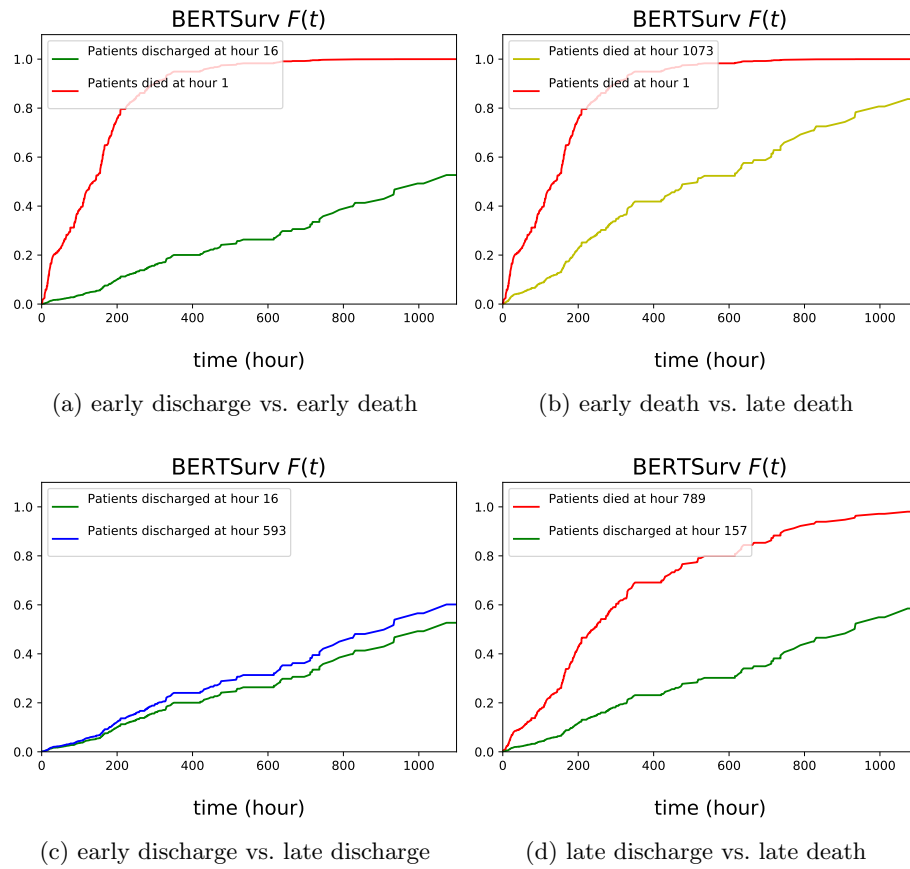 BERTSurv F(t)
Patients discharged at hour 16
Patients died at hour 1
1.0
0.8
0.6
0.4
0.2
0.0
0 200 400 600 800 1000
time (hour)
(a) early discharge vs. early death
BERTSurv F(t)
Patients died at hour 1073
Patients died at hour 1
1.0
0.8
0.6
0.4
0.2
0.0
0 200 400 600 800 1000
time (hour)
(b) early death vs. late death
BERTSurv F(t)
Patients discharged at hour 16
Patients discharged at hour 593
1.0
0.8
0.6
0.4
0.2
0.0
0 200 400 600 800 1000
time (hour)
(c) early discharge vs. late discharge
BERTSurv F(t)
Patients died at hour 789
Patients discharged at hour 157
1.0
0.8
0.6
0.4
0.2
0.0
0 200 400 600 800 1000
time (hour)
(d) late discharge vs. late death